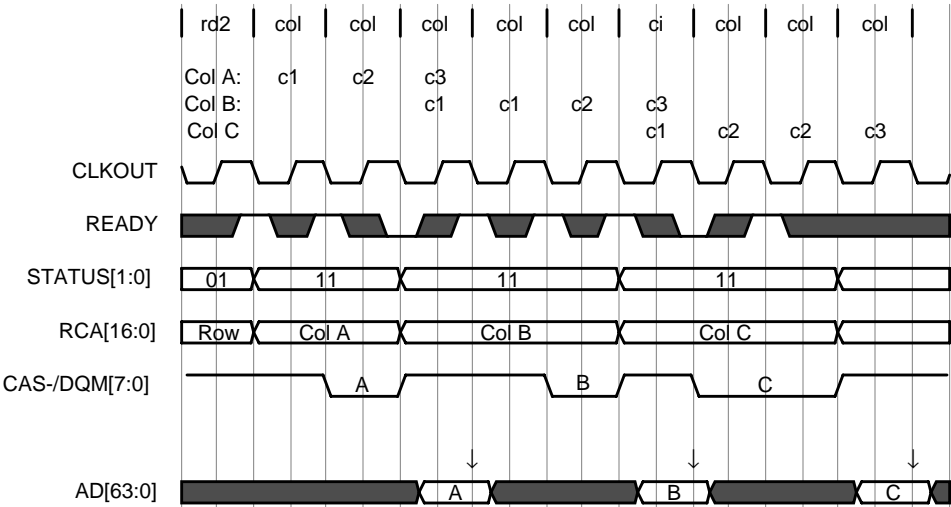 rd2 col col col col col ci col col col
Col A: c1 c2 c3
Col B: c1 c1 c2 c3
Col C c1 c2 c2 c3
CLKOUT
READY
STATUS[1:0] 01 11 11 11
RCA[16:0] Row Col A Col B Col C
CAS-/DQM[7:0] A B C
AD[63:0] A B C